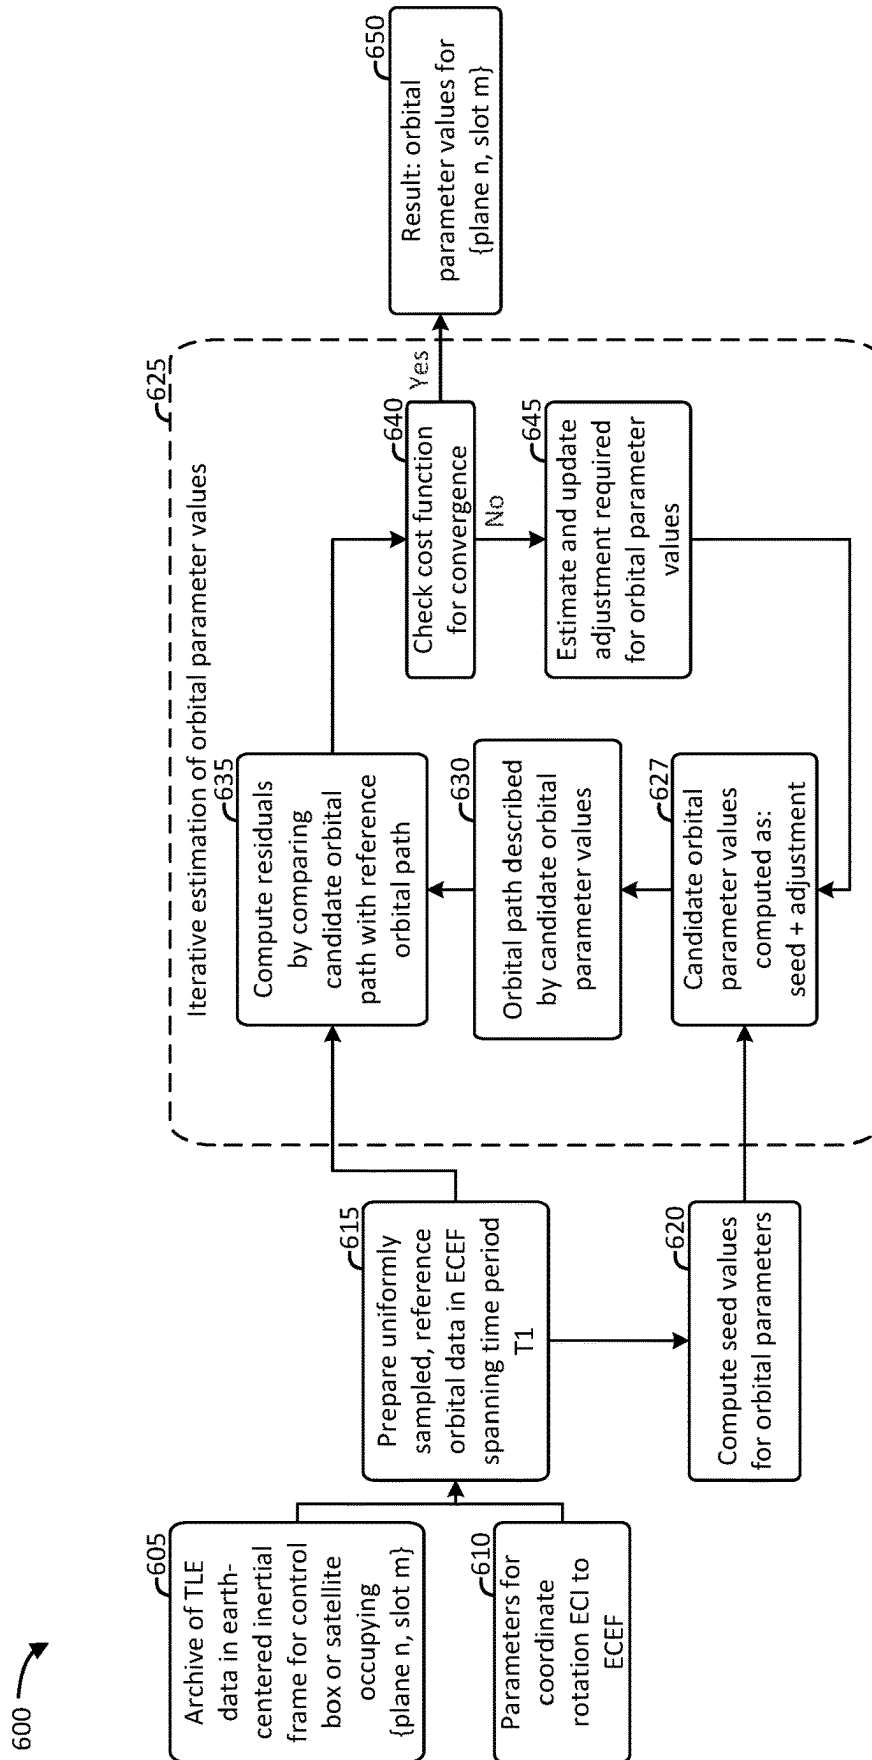 600
605
Archive of TLE
data in earth-
centered inertial
frame for control
box or satellite
occupying
{plane n, slot m}
610
Parameters for
coordinate
rotation ECI to
ECEF
615
Prepare uniformly
sampled, reference
orbital data in ECEF
spanning time period
T1
620
Compute seed values
for orbital parameters
625
Iterative estimation of orbital parameter values
635
Compute residuals
by comparing
candidate orbital
path with reference
orbital path
630
Orbital path described
by candidate orbital
parameter values
627
Candidate orbital
parameter values
computed as:
seed + adjustment
640
Check cost function
for convergence
Yes
No
645
Estimate and update
adjustment required
for orbital parameter
values
650
Result: orbital
parameter values for
{plane n, slot m}